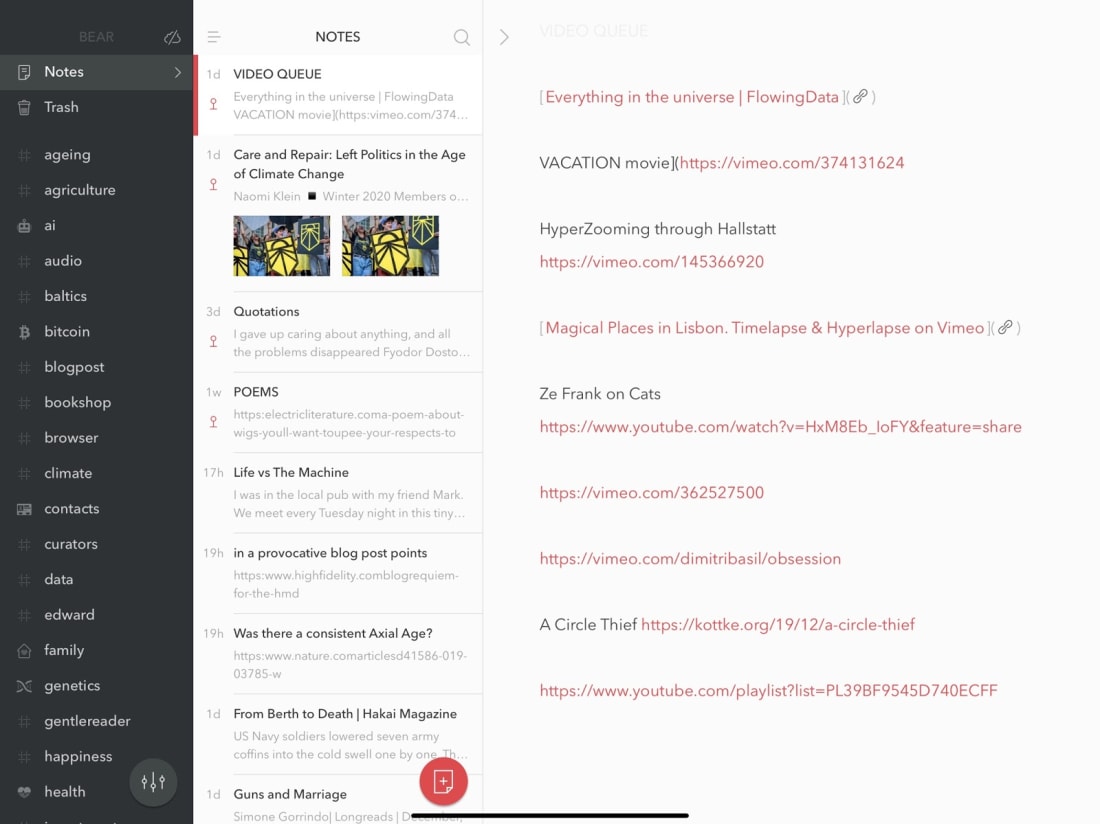 BEAR
Notes
Trash
ageing
agriculture
ai
audio
baltics
bitcoin
blogpost
bookshop
browser
climate
contacts
curators
data
edward
family
genetics
gentlereader
happiness
health
NOTES
1d VIDEO QUEUE
Everything in the universe | FlowingData
VACATION movie](https:vimeo.com/374...
1d Care and Repair: Left Politics in the Age
of Climate Change
Naomi Klein ■ Winter 2020 Members o...
3d Quotations
I gave up caring about anything, and all
the problems disappeared Fyodor Dosto...
1w POEMS
https:electricliterature.coma-poem-about-
wigs-youll-want-toupee-your-respects-to
17h Life vs The Machine
I was in the local pub with my friend Mark.
We meet every Tuesday night in this tiny...
19h in a provocative blog post points
https:www.highfidelity.comblogrequiem-
for-the-hmd
19h Was there a consistent Axial Age?
https:www.nature.comarticlesd41586-019-
03785-w
1d From Berth to Death | Hakai Magazine
US Navy soldiers lowered seven army
coffins into the cold swell one by one. Th...
1d Guns and Marriage
Simone Gorrindo| Longreads | December,
VIDEO QUEUE
[Everything in the universe | FlowingData]( )
VACATION movie](https://vimeo.com/374131624
HyperZooming through Hallstatt
https://vimeo.com/145366920
[Magical Places in Lisbon. Timelapse & Hyperlapse on Vimeo]( )
Ze Frank on Cats
https://www.youtube.com/watch?v=HxM8Eb_IoFY&feature=share
https://vimeo.com/362527500
https://vimeo.com/dimitribasil/obsession
A Circle Thief https://kottke.org/19/12/a-circle-thief
https://www.youtube.com/playlist?list=PL39BF9545D740ECFF